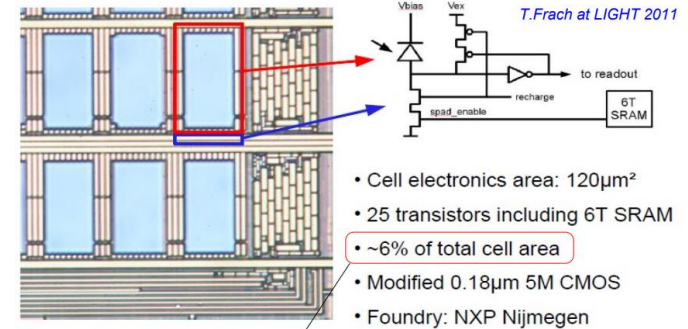 Vbias Vex
T.Frach at LIGHT 2011
to readout
recharge
spad_enable
6T
SRAM
• Cell electronics area: 120µm²
• 25 transistors including 6T SRAM
• ~6% of total cell area
• Modified 0.18µm 5M CMOS
• Foundry: NXP Nijmegen